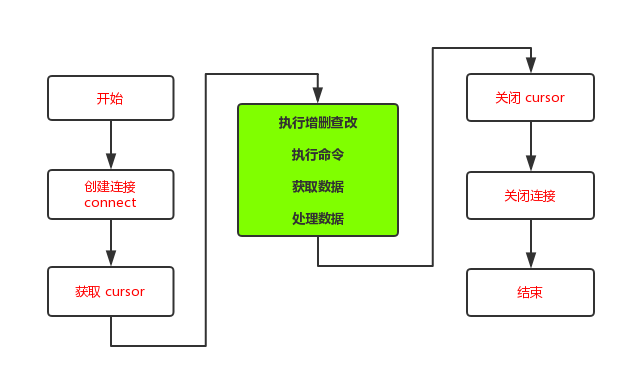 开始
创建连接
connect
获取 cursor
执行增删查改
执行命令
获取数据
处理数据
关闭 cursor
关闭连接
结束